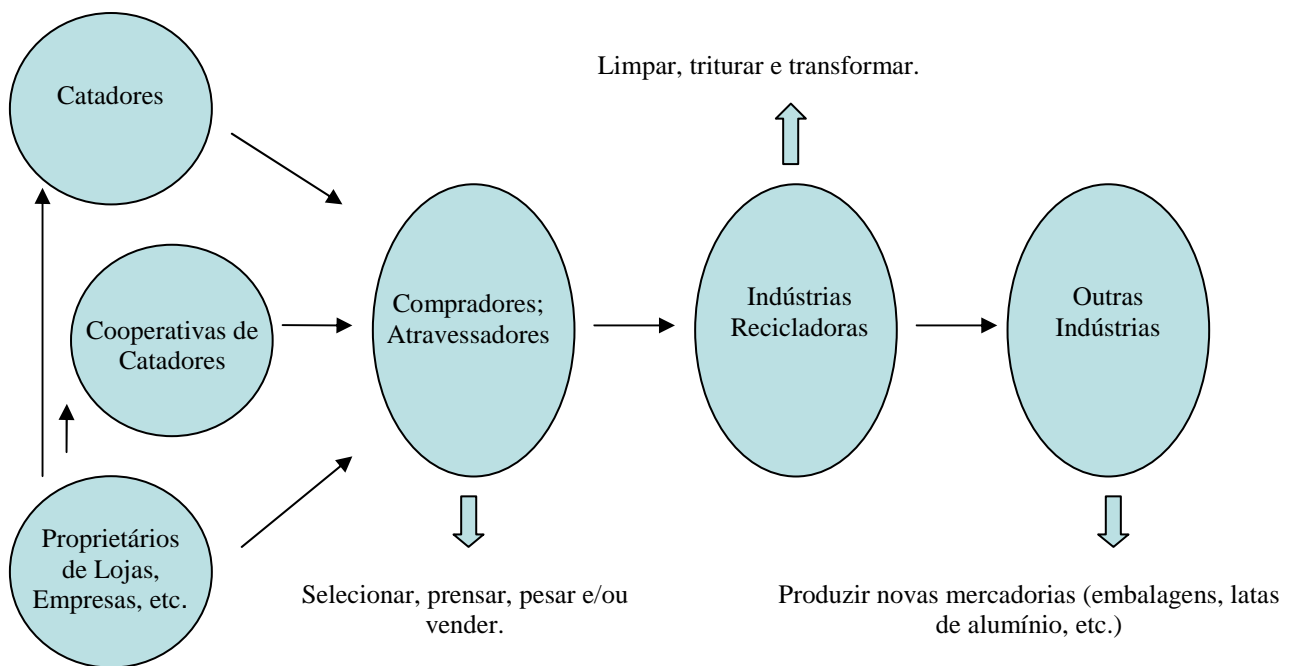 Limpar, triturar e transformar.
Catadores
Cooperativas de
Catadores
Proprietários
de Lojas,
Empresas, etc.
Compradores;
Atravessadores
Indústrias
Recicladoras
Outras
Indústrias
Selecionar, prensar, pesar e/ou
vender.
Produzir novas mercadorias (embalagens, latas
de alumínio, etc.)